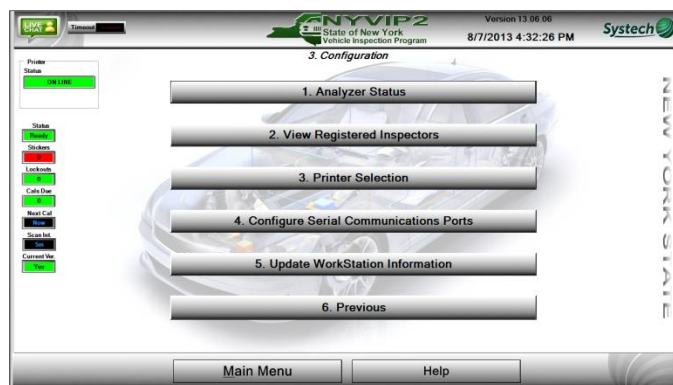 LIVE
CHAT
Timeout
NYVIP2
State of New York
Vehicle Inspection Program
Version 13.06.06
8/7/2013 4:32:26 PM
Systech
3. Configuration
Printer
Status
ON LINE
Status
Ready
Stickers
0
Lockouts
0
Cals Due
0
Next Cal
Now
Scan Int.
5m
Current Ver.
Yes
1. Analyzer Status
2. View Registered Inspectors
3. Printer Selection
4. Configure Serial Communications Ports
5. Update WorkStation Information
6. Previous
NEW YORK STATE
Main Menu
Help